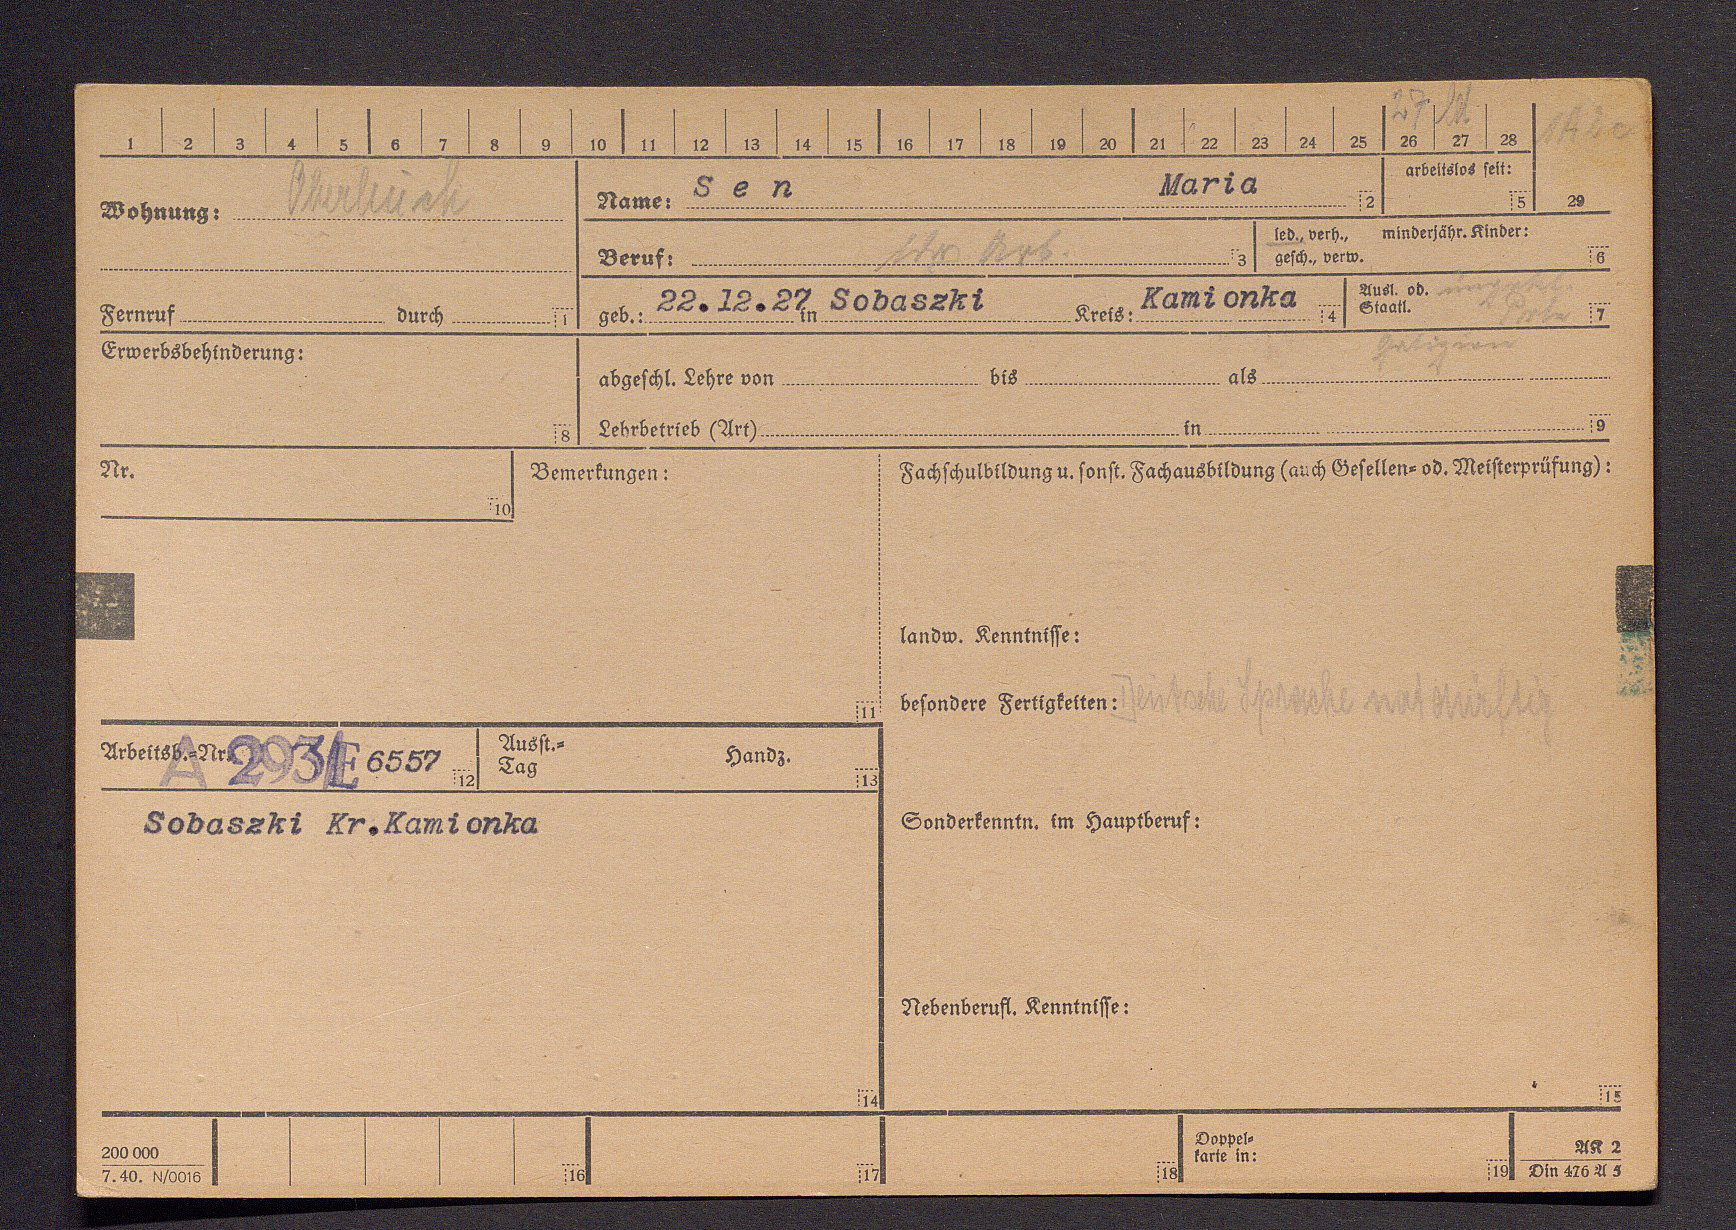 27
1 2 3 4 5 6 7 8 9 10 11 12 13 14 15 16 17 18 19 20 21 22 23 24 25 26 27 28
Wohnung:
Name: Sen Maria 2
arbeitslos seit: 5
29
Beruf: Arb. 3
led., verh., gesch., verw.
minderjähr. Kinder: 6
Fernruf durch 1
geb.: 22.12.27 in Sobaszki Kreis: Kamionka 4
Ausl. od. Staatl. 7
Erwerbsbehinderung: 8
abgeschl. Lehre von bis als
Lehrbetrieb (Art) in 9
Nr. 10
Bemerkungen: 11
Fachschulbildung u. sonst. Fachausbildung (auch Gesellen- od. Meisterprüfung):
landw. Kenntnisse:
besondere Fertigkeiten: Deutsche Sprache notdürftig
Arbeitsb.-Nr. A 293/E 6557 12
Ausst.-Tag Handz. 13
Sobaszki Kr.Kamionka
Sonderkenntn. im Hauptberuf:
Nebenberufl. Kenntnisse:
14
15
200 000
7. 40. N/0016
16
17
18
Doppelkarte in: 19
AK 2
Din 476 A 5